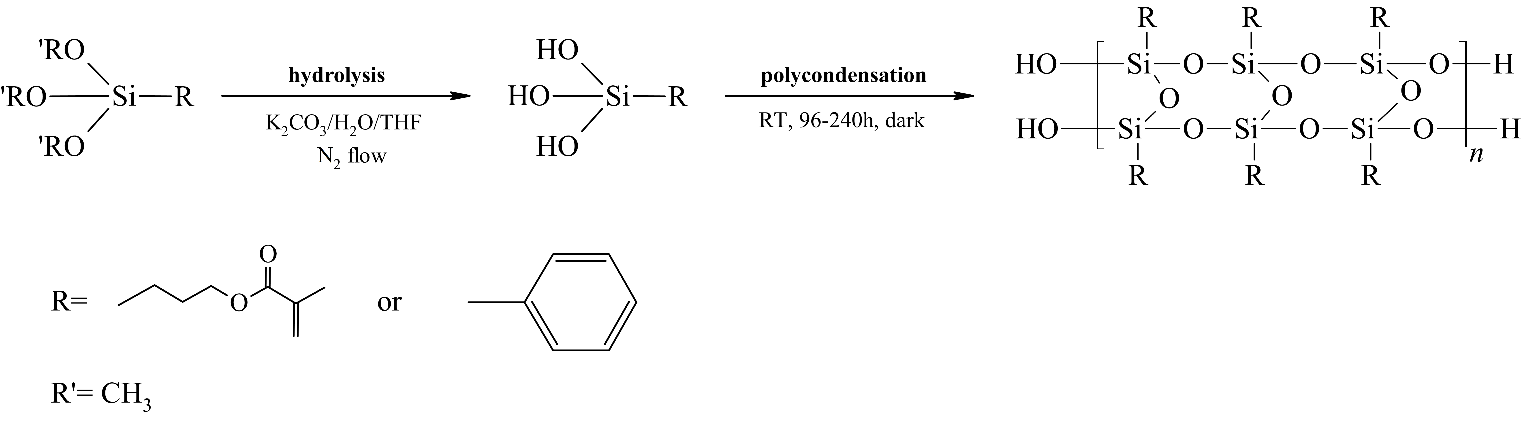 'RO HO R R R
hydrolysis polycondensation HO Si O Si O Si O H
'RO Si R HO Si R O O O
K₂CO₃/H₂O/THF RT, 96-240h, dark HO Si O Si O Si O H
'RO N₂ flow HO n
R R R
O
R= O or
R'= CH₃